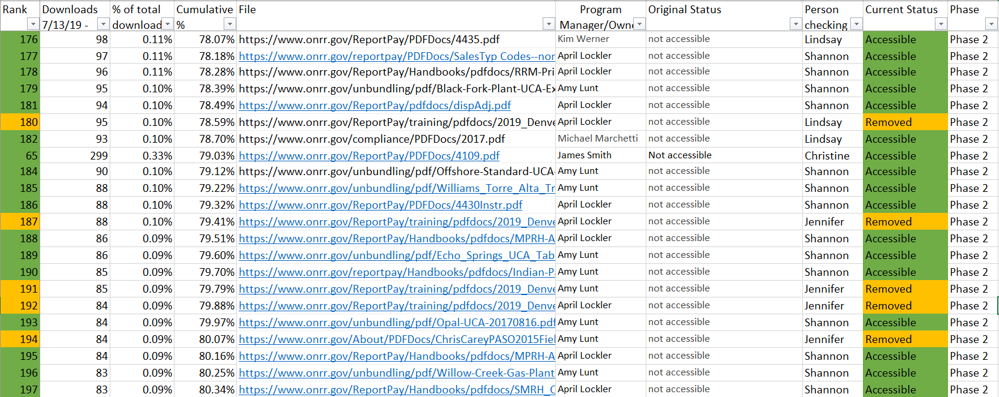 Rank Downloads % of total Cumulative File Program Original Status Person Current Status Phase
7/13/19 - download % Manager/Owne checking
176 98 0.11% 78.07% https://www.onrr.gov/ReportPay/PDFDocs/4435.pdf Kim Werner not accessible Lindsay Accessible Phase 2
177 97 0.11% 78.18% https://www.onrr.gov/reportpay/PDFDocs/SalesTyp Codes--nor April Lockler not accessible Shannon Accessible Phase 2
178 96 0.11% 78.28% https://www.onrr.gov/ReportPay/Handbooks/pdfdocs/RRM-Pri April Lockler not accessible Shannon Accessible Phase 2
179 95 0.10% 78.39% https://www.onrr.gov/unbundling/pdf/Black-Fork-Plant-UCA-Ex Amy Lunt not accessible Shannon Accessible Phase 2
181 94 0.10% 78.49% https://www.onrr.gov/ReportPay/pdfdocs/dispAdj.pdf April Lockler not accessible Shannon Accessible Phase 2
180 95 0.10% 78.59% https://www.onrr.gov/ReportPay/training/pdfdocs/2019_Denve April Lockler not accessible Lindsay Removed Phase 2
182 93 0.10% 78.70% https://www.onrr.gov/compliance/PDFDocs/2017.pdf Michael Marchetti not accessible Lindsay Accessible Phase 2
65 299 0.33% 79.03% https://www.onrr.gov/ReportPay/PDFDocs/4109.pdf James Smith Not accessible Christine Accessible Phase 2
184 90 0.10% 79.12% https://www.onrr.gov/unbundling/pdf/Offshore-Standard-UCA- Amy Lunt not accessible Shannon Accessible Phase 2
185 88 0.10% 79.22% https://www.onrr.gov/unbundling/pdf/Williams_Torre_Alta_Tr Amy Lunt not accessible Shannon Accessible Phase 2
186 88 0.10% 79.32% https://www.onrr.gov/ReportPay/PDFDocs/4430Instr.pdf April Lockler not accessible Shannon Accessible Phase 2
187 88 0.10% 79.41% https://www.onrr.gov/ReportPay/training/pdfdocs/2019_Denve April Lockler not accessible Jennifer Removed Phase 2
188 86 0.09% 79.51% https://www.onrr.gov/ReportPay/Handbooks/pdfdocs/MPRH-A April Lockler not accessible Shannon Accessible Phase 2
189 86 0.09% 79.60% https://www.onrr.gov/unbundling/pdf/Echo_Springs_UCA_Tab Amy Lunt not accessible Shannon Accessible Phase 2
190 85 0.09% 79.70% https://www.onrr.gov/reportpay/Handbooks/pdfdocs/Indian-P Amy Lunt not accessible Shannon Accessible Phase 2
191 85 0.09% 79.79% https://www.onrr.gov/ReportPay/training/pdfdocs/2019_Denve Amy Lunt not accessible Jennifer Removed Phase 2
192 84 0.09% 79.88% https://www.onrr.gov/ReportPay/training/pdfdocs/2019_Denve April Lockler not accessible Jennifer Removed Phase 2
193 84 0.09% 79.97% https://www.onrr.gov/unbundling/pdf/Opal-UCA-20170816.pdf Amy Lunt not accessible Shannon Accessible Phase 2
194 84 0.09% 80.07% https://www.onrr.gov/About/PDFDocs/ChrisCareyPASO2015Fiel Amy Lunt not accessible Jennifer Removed Phase 2
195 84 0.09% 80.16% https://www.onrr.gov/ReportPay/Handbooks/pdfdocs/MPRH-A April Lockler not accessible Shannon Accessible Phase 2
196 83 0.09% 80.25% https://www.onrr.gov/unbundling/pdf/Willow-Creek-Gas-Plant Amy Lunt not accessible Shannon Accessible Phase 2
197 83 0.09% 80.34% https://www.onrr.gov/ReportPay/Handbooks/pdfdocs/SMRH_C April Lockler not accessible Shannon Accessible Phase 2